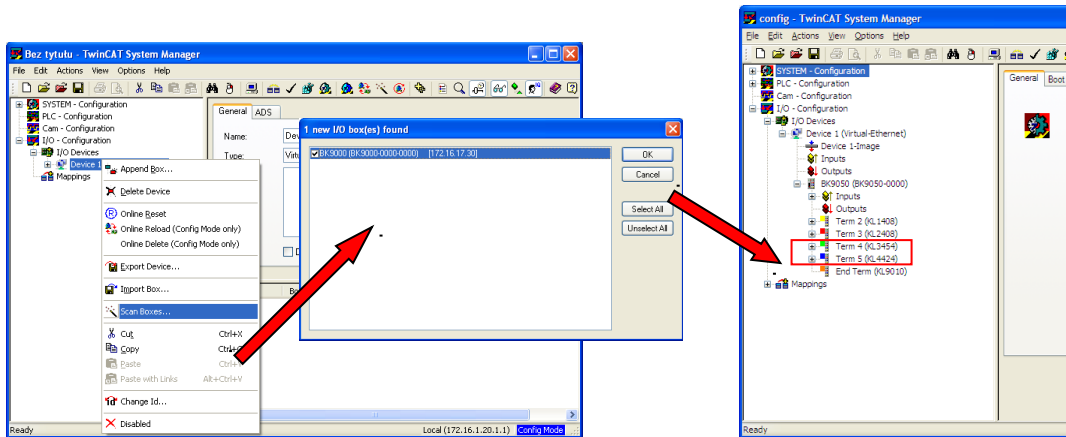 Bez tytułu - TwinCAT System Manager
File Edit Actions View Options Help
SYSTEM - Configuration
PLC - Configuration
Cam - Configuration
I/O - Configuration
I/O Devices
Device 1
Mappings
Append Box...
Delete Device
Online Reset
Online Reload (Config Mode only)
Online Delete (Config Mode only)
Export Device...
Import Box...
Scan Boxes...
Cut Ctrl+X
Copy
Paste
Paste with Links Alt+Ctrl+V
Change Id...
Disabled
General ADS
Name:
Type:
Ready
Local (172.16.1.20.1.1) Config Mode
1 new I/O box(es) found
BK9000 (BK9000-0000-0000) [172.16.17.30]
OK
Cancel
Select All
Unselect All
config - TwinCAT System Manager
File Edit Actions View Options Help
SYSTEM - Configuration
PLC - Configuration
Cam - Configuration
I/O - Configuration
I/O Devices
Device 1 (Virtual-Ethernet)
Device 1-Image
Inputs
Outputs
BK9050 (BK9050-0000)
Inputs
Outputs
Term 2 (KL1408)
Term 3 (KL2408)
Term 4 (KL3454)
Term 5 (KL4424)
End Term (KL9010)
Mappings
General Boot
Ready